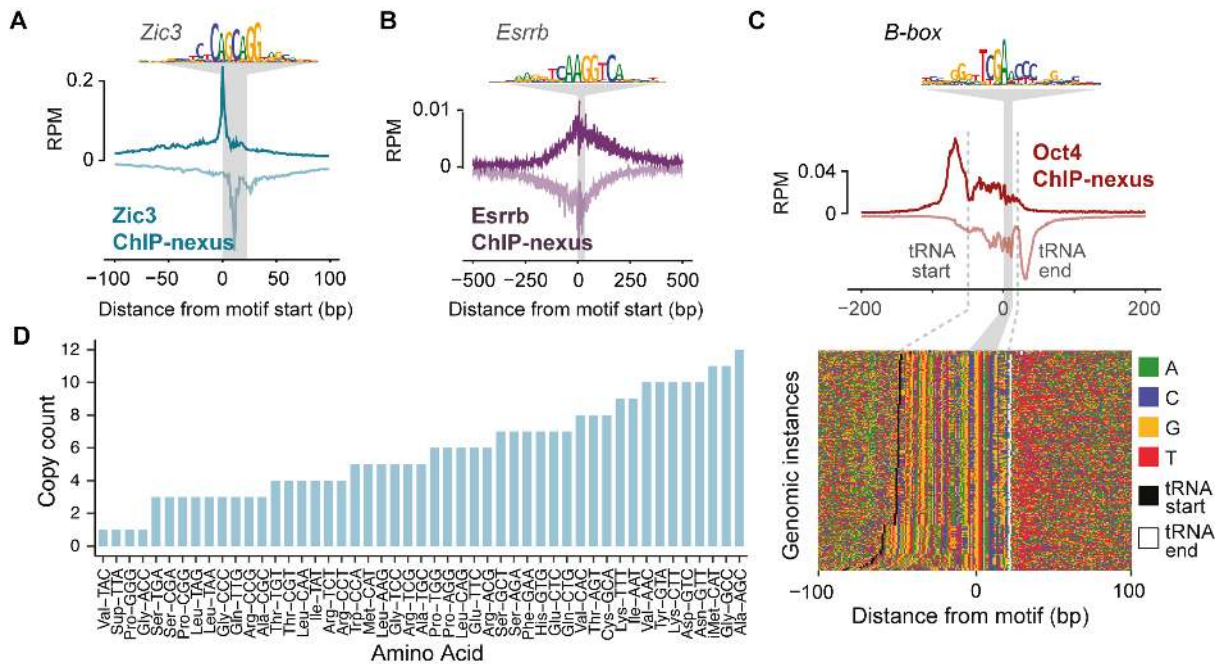 A
Zic3
CAGCAGG
0.2
RPM
0
Zic3
ChIP-nexus
−100
−50
0
50
100
Distance from motif start (bp)
B
Esrrb
TCAAGGTCA
0.01
RPM
0
Esrrb
ChIP-nexus
−500
−250
0
250
500
Distance from motif start (bp)
C
B-box
Oct4
ChIP-nexus
0.04
RPM
0
tRNA
start
tRNA
end
−200
0
200
A
C
G
T
tRNA
start
tRNA
end
Genomic instances
−100
0
100
Distance from motif (bp)
D
Copy count
12
10
8
6
4
2
0
Val-TAC
Sup-TTA
Pro-GGG
Gly-ACC
Ser-TGA
Ser-CGA
Pro-CGG
Leu-TAG
Leu-TAA
Gly-CCC
Gln-TTG
Arg-CCG
Ala-CGC
Thr-TGT
Thr-CGT
Leu-CAA
Ile-TAT
Arg-TCT
Arg-CCT
Trp-CCA
Met-CAT
Leu-AAG
Gly-TCC
Arg-TCG
Ala-TGC
Pro-TGG
Pro-AGG
Leu-CAG
Glu-TTC
Arg-ACG
Ser-GCT
Ser-AGA
Phe-GAA
His-GTG
Glu-CTC
Gln-CTG
Val-CAC
Thr-AGT
Cys-GCA
Lys-TTT
Ile-AAT
Val-AAC
Tyr-GTA
Lys-CTT
Asp-GTC
Asn-GTT
iMet-CAT
Gly-GCC
Ala-AGC
Amino Acid